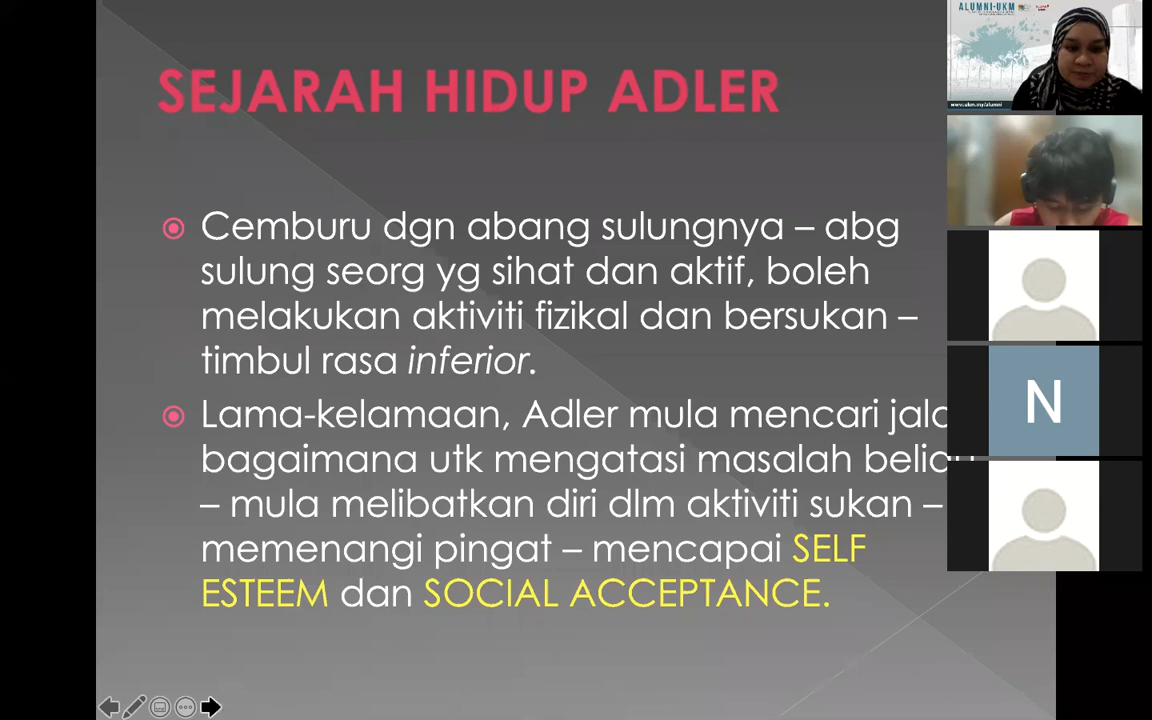 SEJARAH HIDUP ADLER
Cemburu dgn abang sulungnya – abg
sulung seorg yg sihat dan aktif, boleh
melakukan aktiviti fizikal dan bersukan –
timbul rasa inferior.
Lama-kelamaan, Adler mula mencari
bagaimana utk mengatasi masalah
– mula melibatkan diri dlm aktiviti sukan –
memenangi pingat – mencapai SELF
ESTEEM dan SOCIAL ACCEPTANCE.
ALUMNI-UKM
www.ukm.my/alumni
N